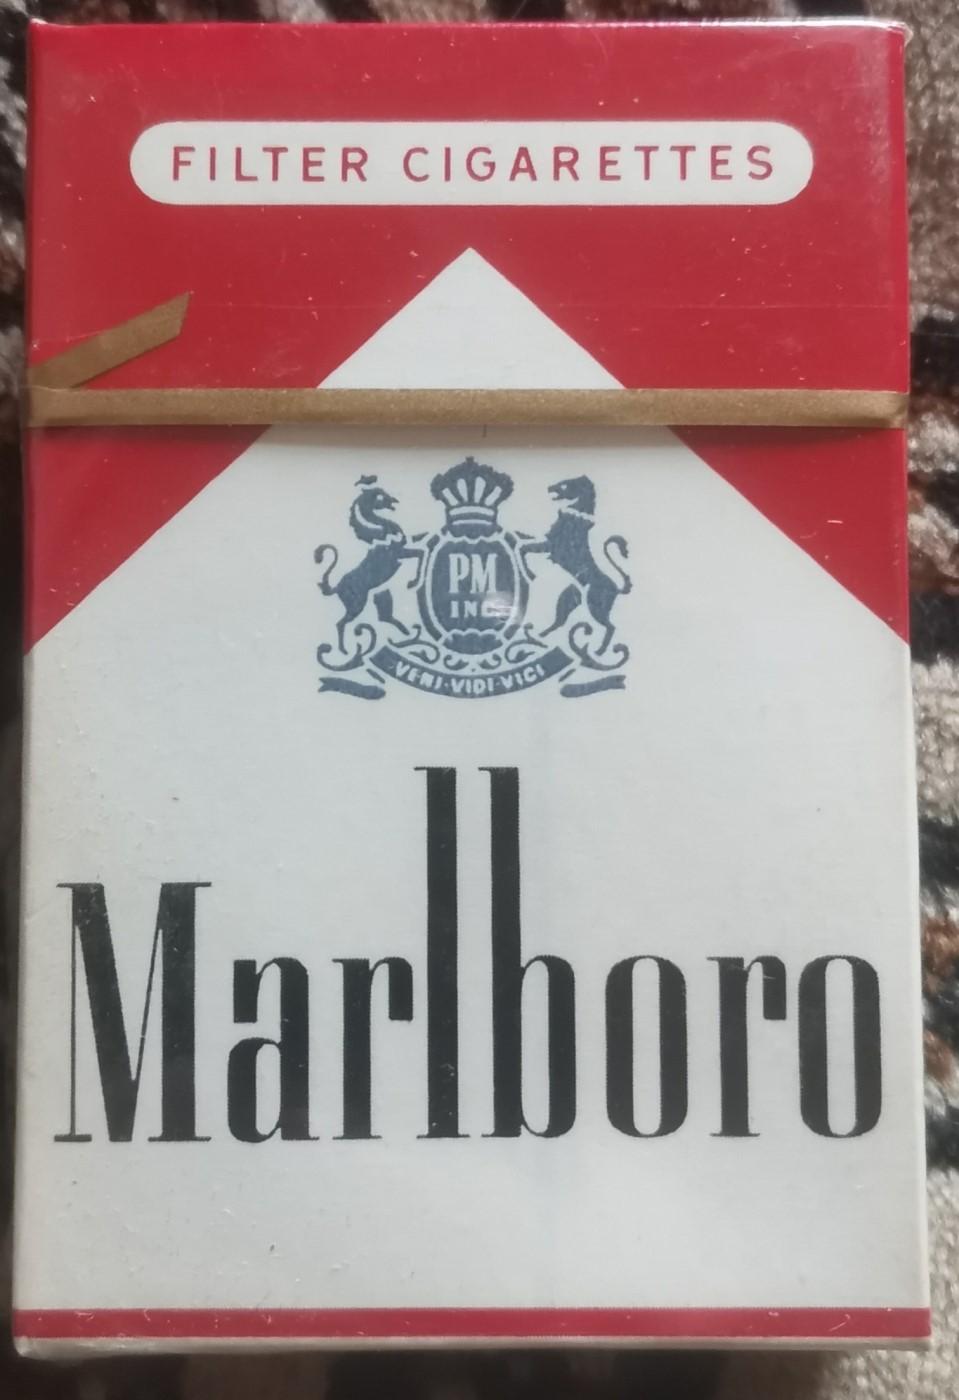 FILTER CIGARETTES
PM
INC
VENI·VIDI·VICI
Marlboro